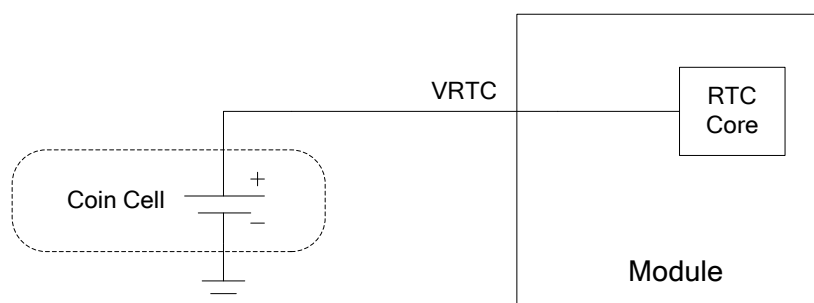 VRTC
RTC
Core
Coin Cell
+
−
Module